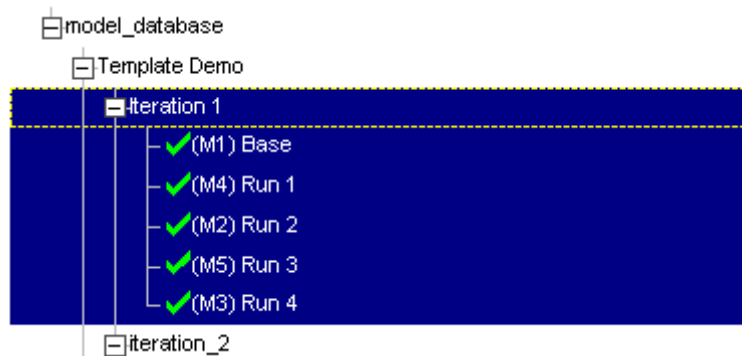 model_database
Template Demo
Iteration 1
(M1) Base
(M4) Run 1
(M2) Run 2
(M5) Run 3
(M3) Run 4
iteration_2